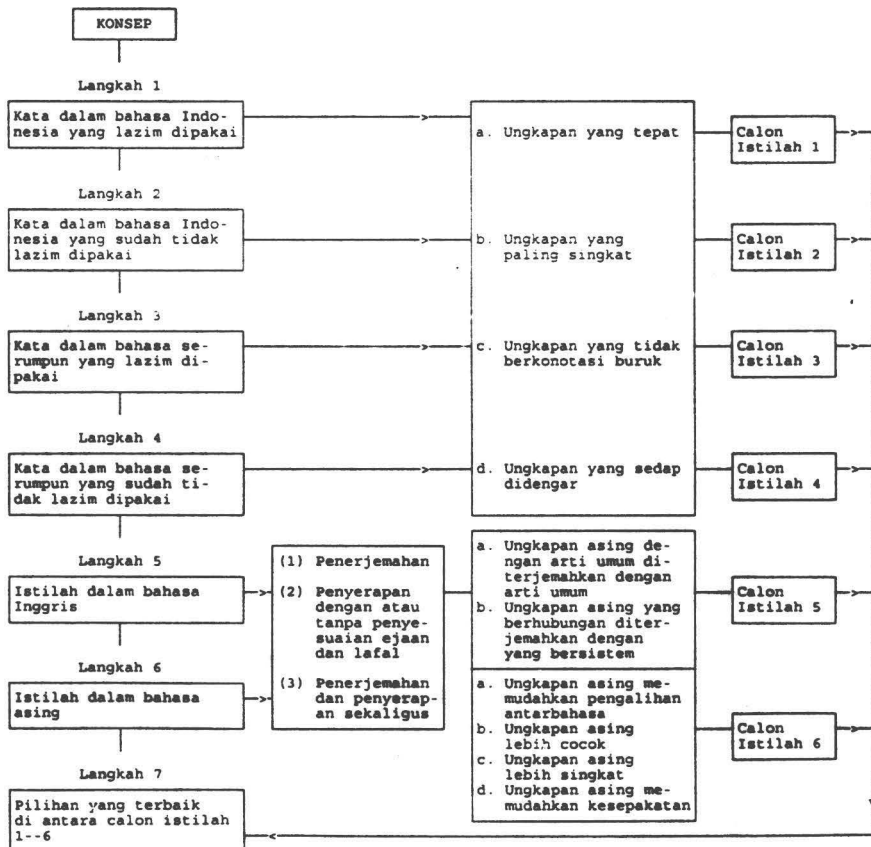 KONSEP
Langkah 1
Kata dalam bahasa Indo-
nesia yang lazim dipakai
a. Ungkapan yang tepat
Calon
Istilah 1
Langkah 2
Kata dalam bahasa Indo-
nesia yang sudah tidak
lazim dipakai
b. Ungkapan yang
paling singkat
Calon
Istilah 2
Langkah 3
Kata dalam bahasa se-
rumpun yang lazim di-
pakai
c. Ungkapan yang tidak
berkonotasi buruk
Calon
Istilah 3
Langkah 4
Kata dalam bahasa se-
rumpun yang sudah ti-
dak lazim dipakai
d. Ungkapan yang sedap
didengar
Calon
Istilah 4
Langkah 5
Istilah dalam bahasa
Inggris
(1) Penerjemahan
(2) Penyerapan
dengan atau
tanpa penye-
suaian ejaan
dan lafal
(3) Penerjemahan
dan penyerap-
an sekaligus
a. Ungkapan asing de-
ngan arti umum di-
terjemahkan dengan
arti umum
b. Ungkapan asing yang
berhubungan diter-
jemahkan dengan
yang bersistem
Calon
Istilah 5
Langkah 6
Istilah dalam bahasa
asing
a. Ungkapan asing me-
mudahkan pengalihan
antarbahasa
b. Ungkapan asing
lebih cocok
c. Ungkapan asing
lebih singkat
d. Ungkapan asing me-
mudahkan kesepakatan
Calon
Istilah 6
Langkah 7
Pilihan yang terbaik
di antara calon istilah
1--6